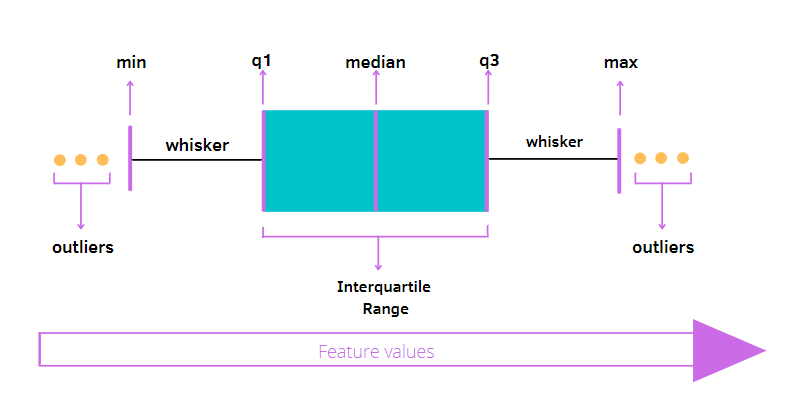 min
q1
median
q3
max
whisker
whisker
outliers
outliers
Interquartile
Range
Feature values